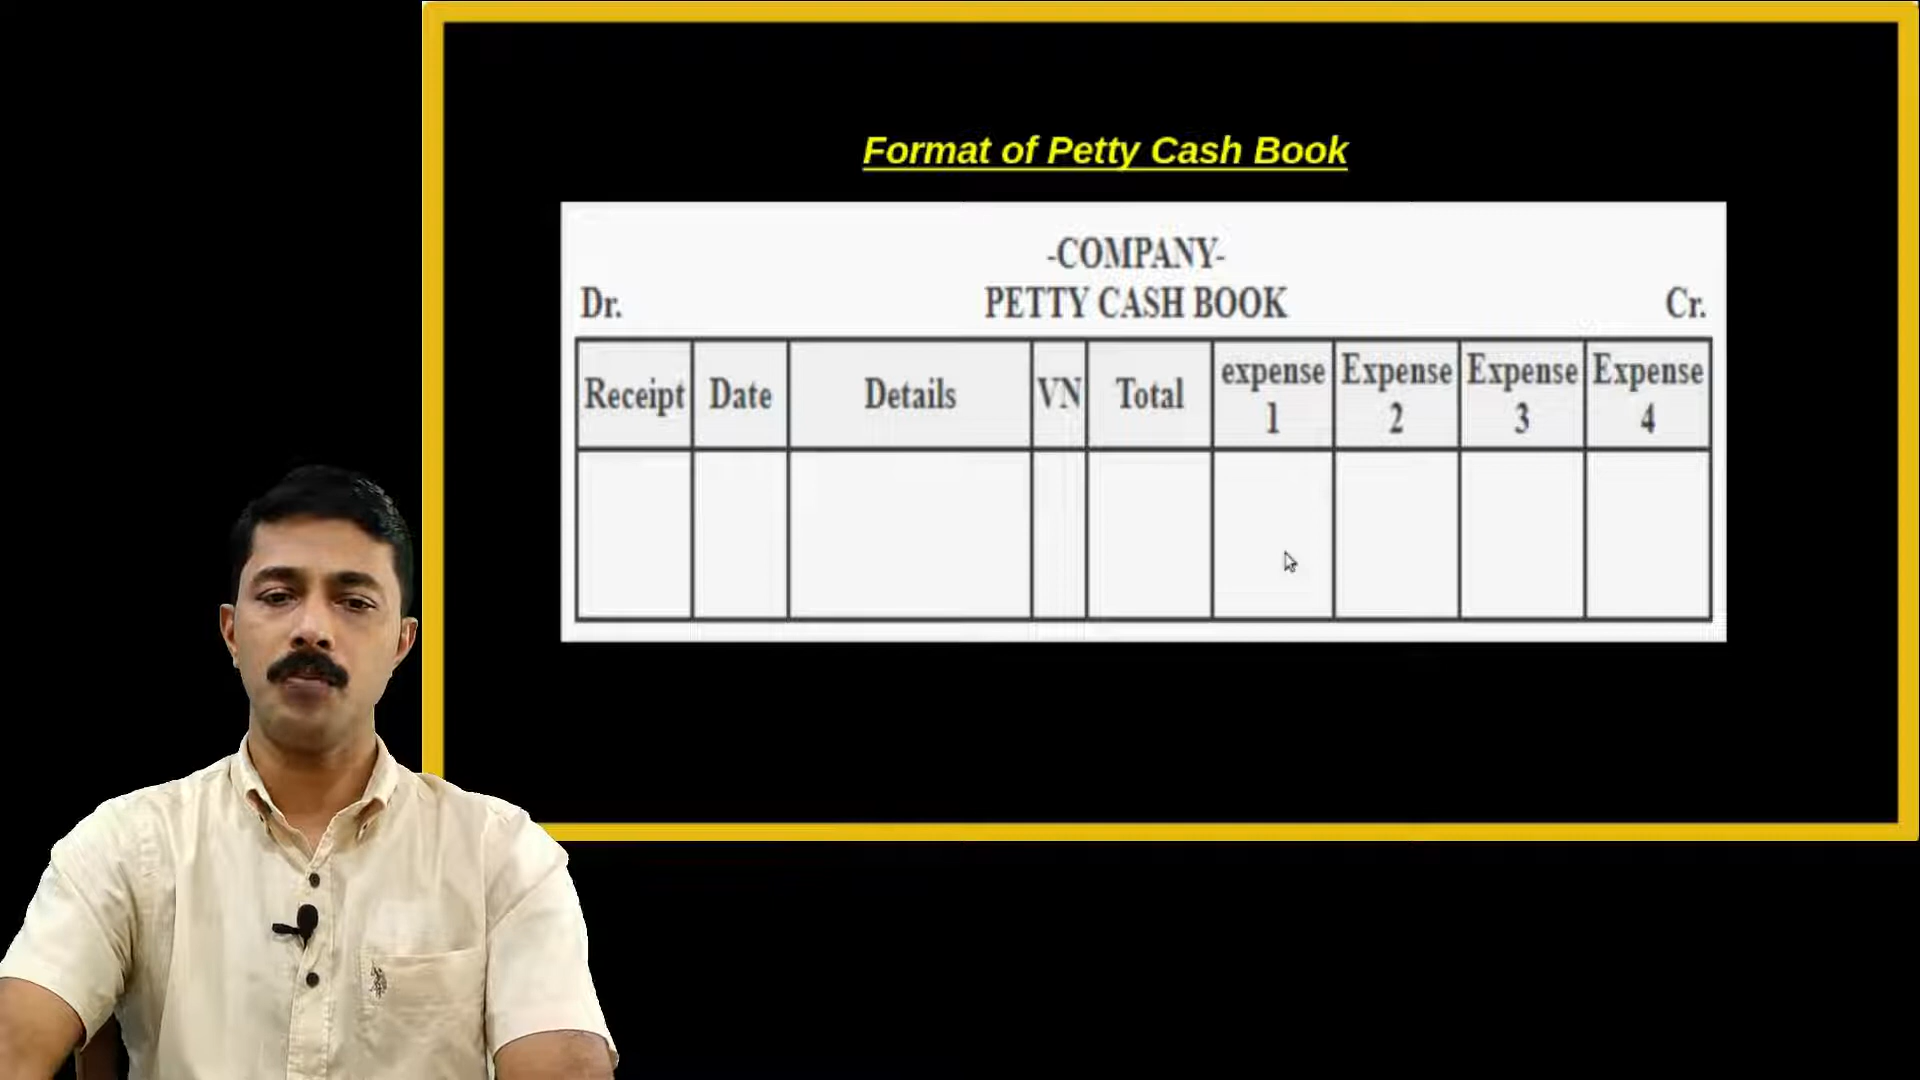 Format of Petty Cash Book
-COMPANY-
Dr. PETTY CASH BOOK Cr.
Receipt Date Details VN Total expense 1 Expense 2 Expense 3 Expense 4